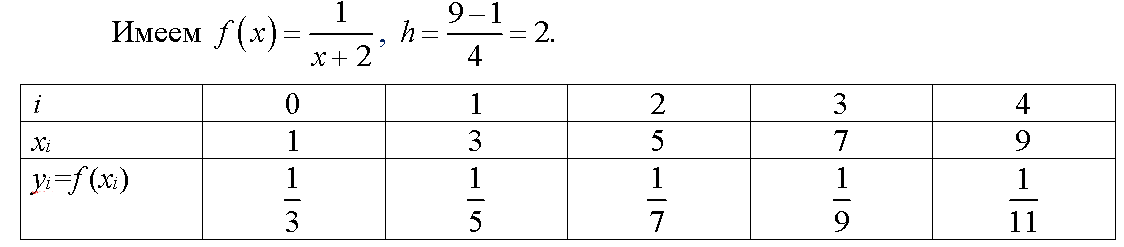 Имеем f(x) = 1/(x+2), h = (9−1)/4 = 2.
i 0 1 2 3 4
xi 1 3 5 7 9
yi=f(xi) 1/3 1/5 1/7 1/9 1/11